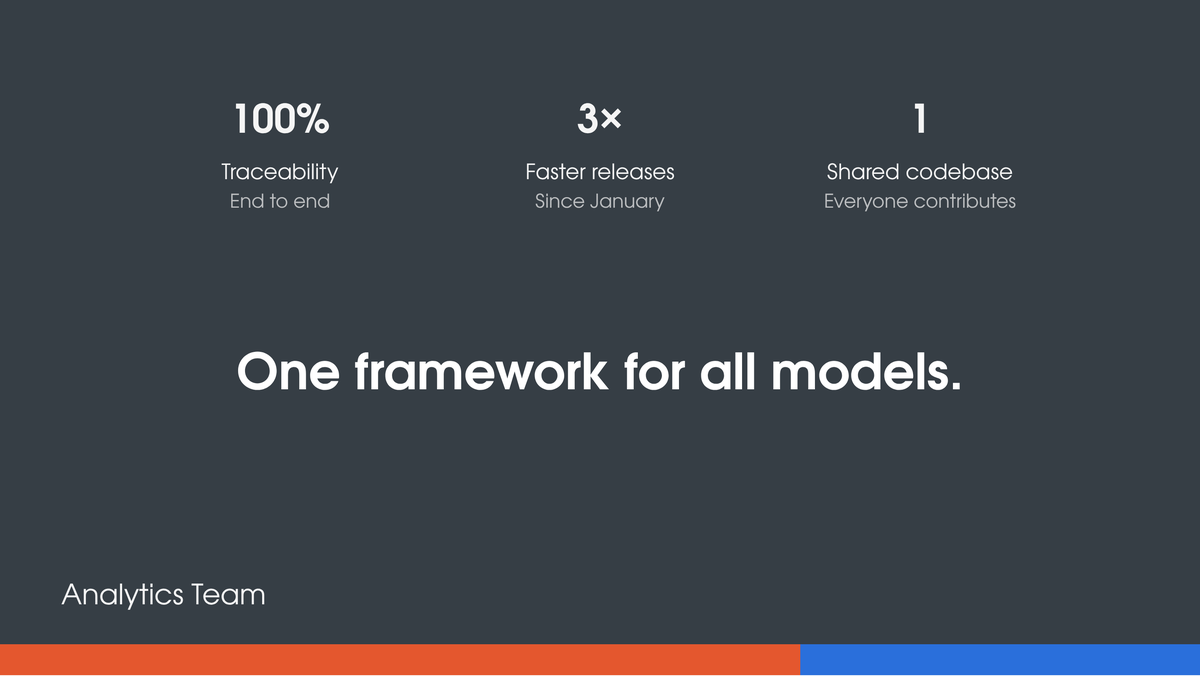 100%
Traceability
End to end
3×
Faster releases
Since January
1
Shared codebase
Everyone contributes
One framework for all models.
Analytics Team